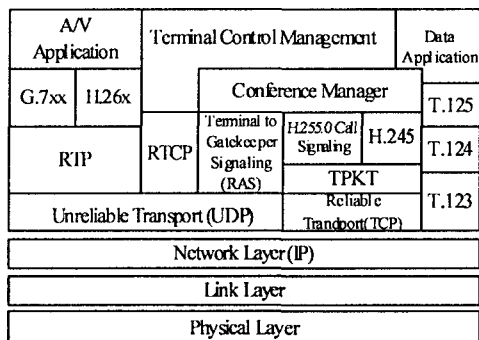 A/V
Application
Terminal Control Management
Data
Application
G.7xx
H.26x
Conference Manager
T.125
RTP
RTCP
Terminal to
Gatekeeper
Signaling
(RAS)
H.255.0 Call
Signaling
H.245
T.124
TPKT
T.123
Unreliable Transport (UDP)
Reliable
Trandport(TCP)
Network Layer (IP)
Link Layer
Physical Layer